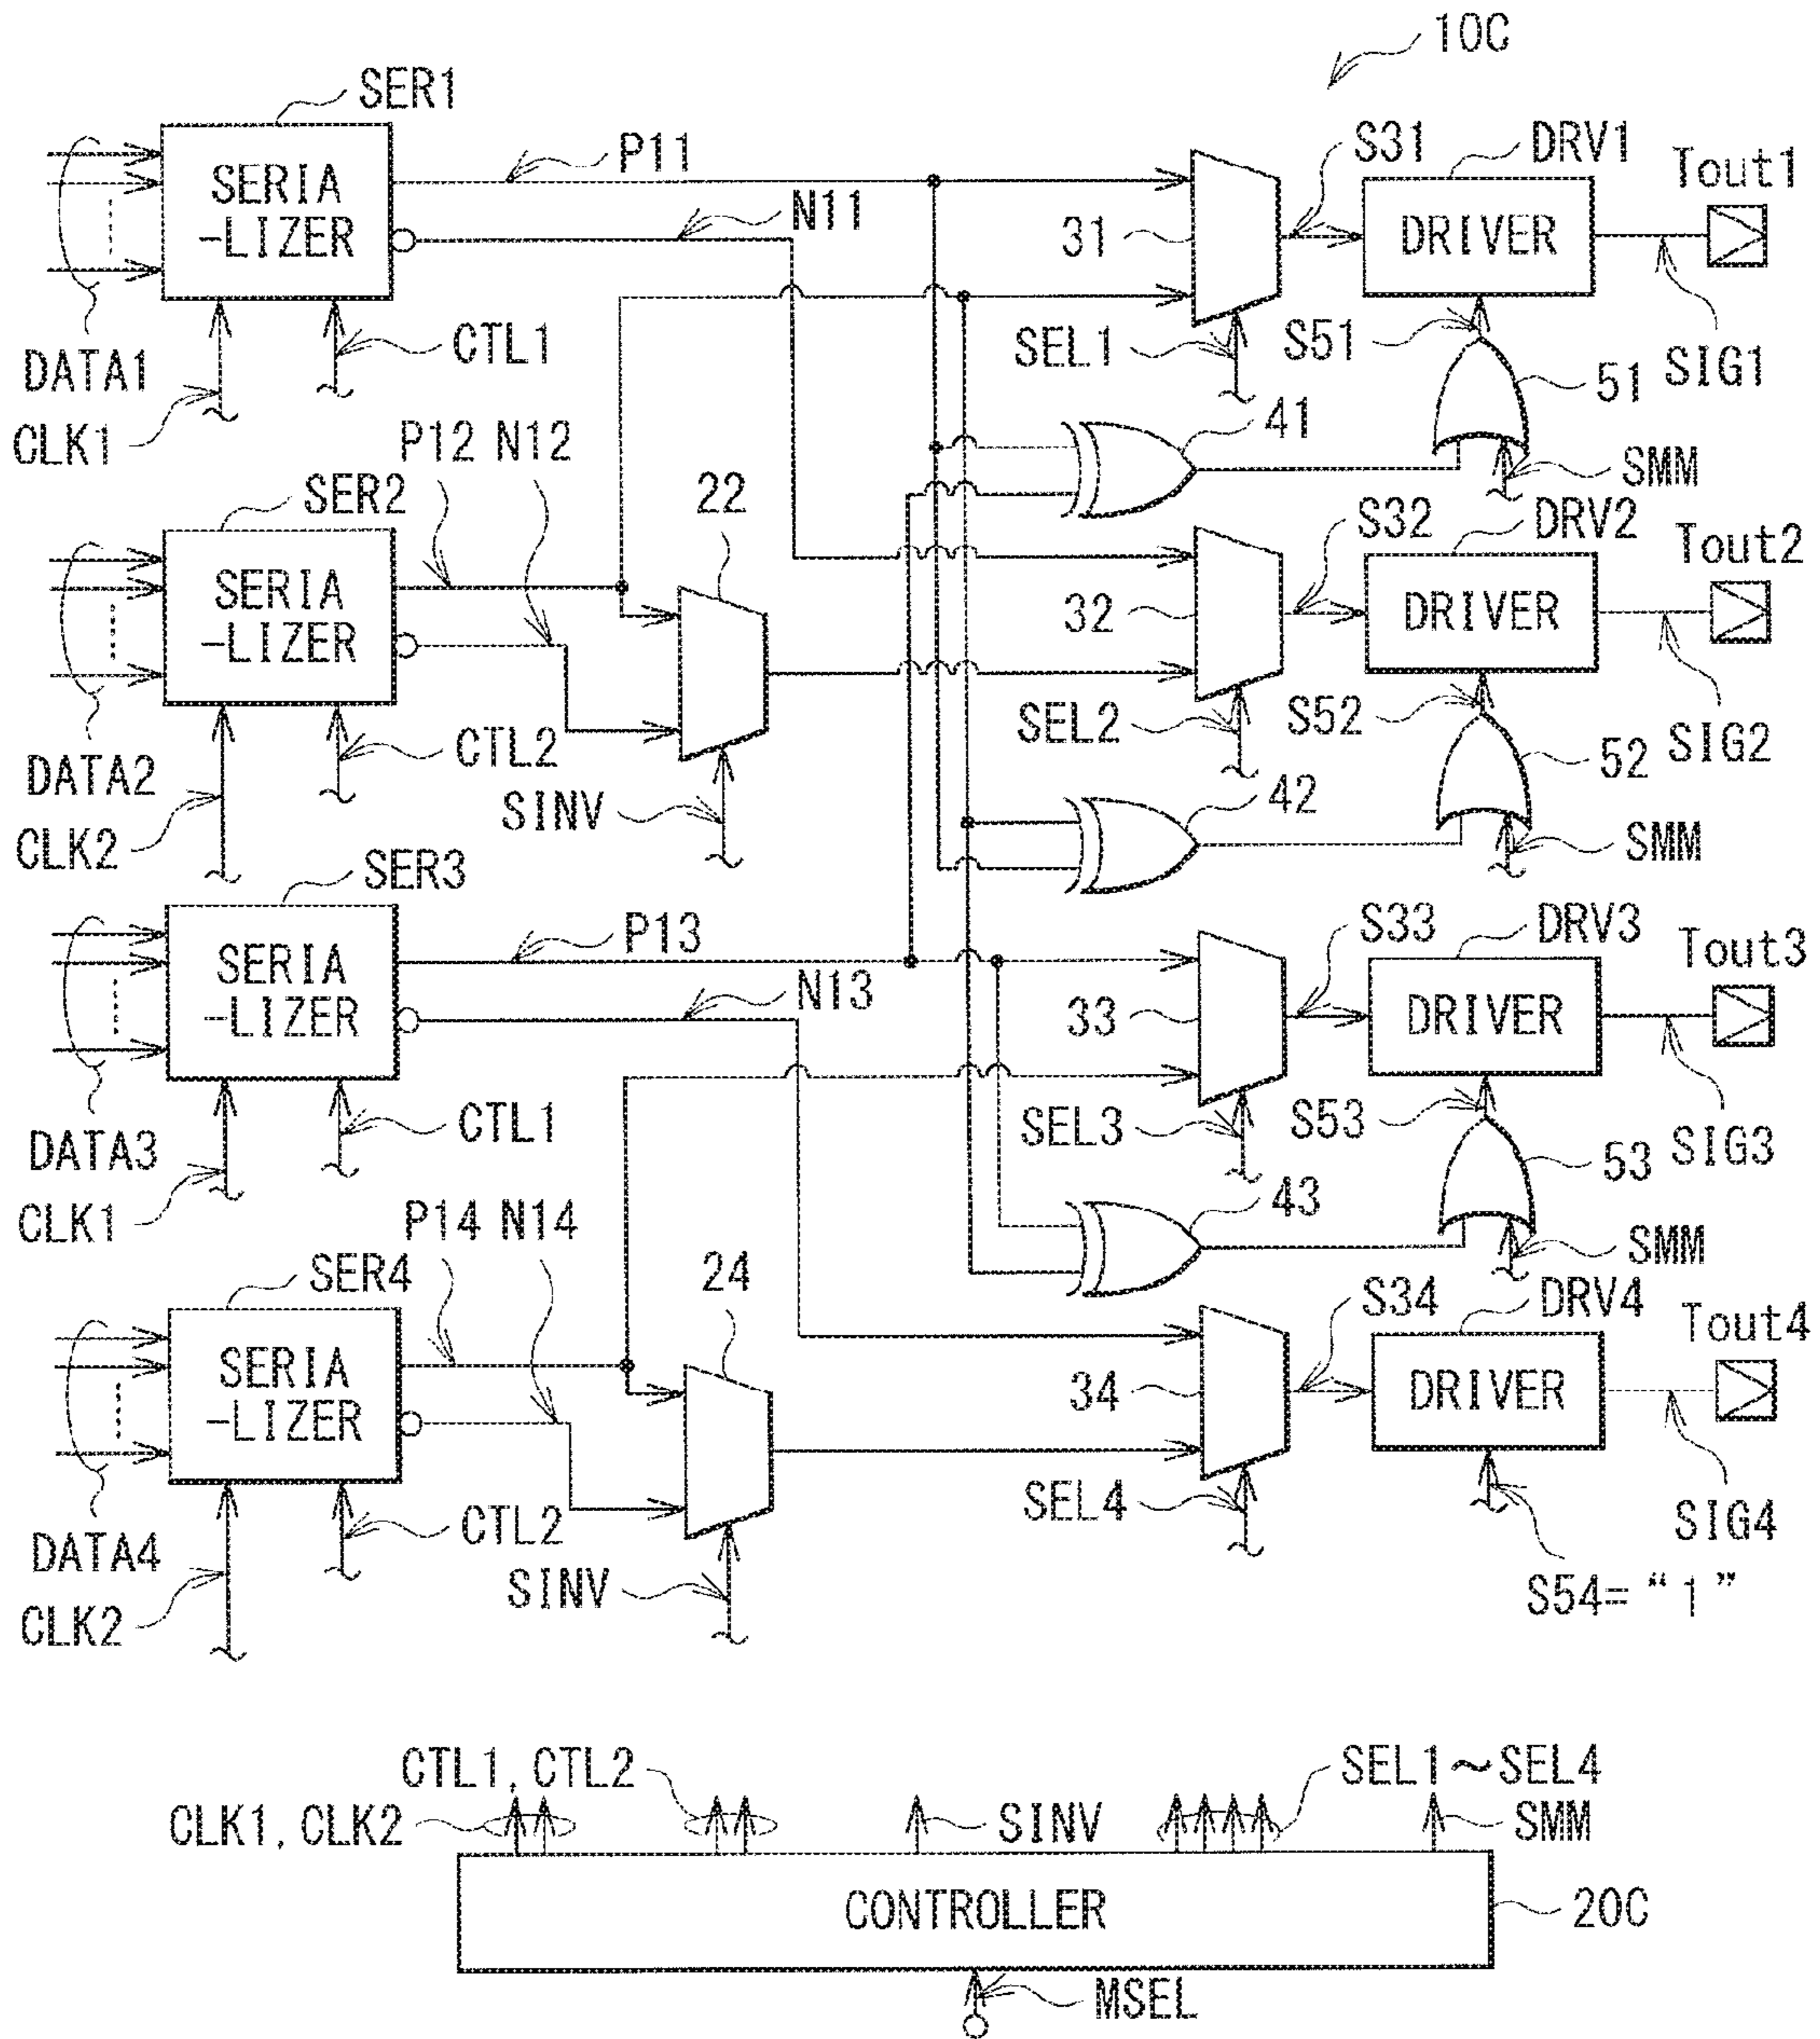 10C
SER1
SERIA
-LIZER
P11
N11
31
S31
DRV1
DRIVER
Tout1
DATA1
CLK1
CTL1
SEL1
S51
51
SIG1
41
SMM
P12 N12
SER2
SERIA
-LIZER
22
S32
DRV2
DRIVER
Tout2
32
DATA2
CLK2
CTL2
SINV
SEL2
S52
52
SIG2
42
SMM
SER3
SERIA
-LIZER
P13
N13
33
S33
DRV3
DRIVER
Tout3
DATA3
CLK1
CTL1
SEL3
S53
53
SIG3
43
SMM
P14 N14
SER4
SERIA
-LIZER
24
S34
DRV4
DRIVER
Tout4
34
DATA4
CLK2
CTL2
SINV
SEL4
SIG4
S54=“1”
CTL1, CTL2
CLK1, CLK2
SINV
SEL1~SEL4
SMM
CONTROLLER
20C
MSEL